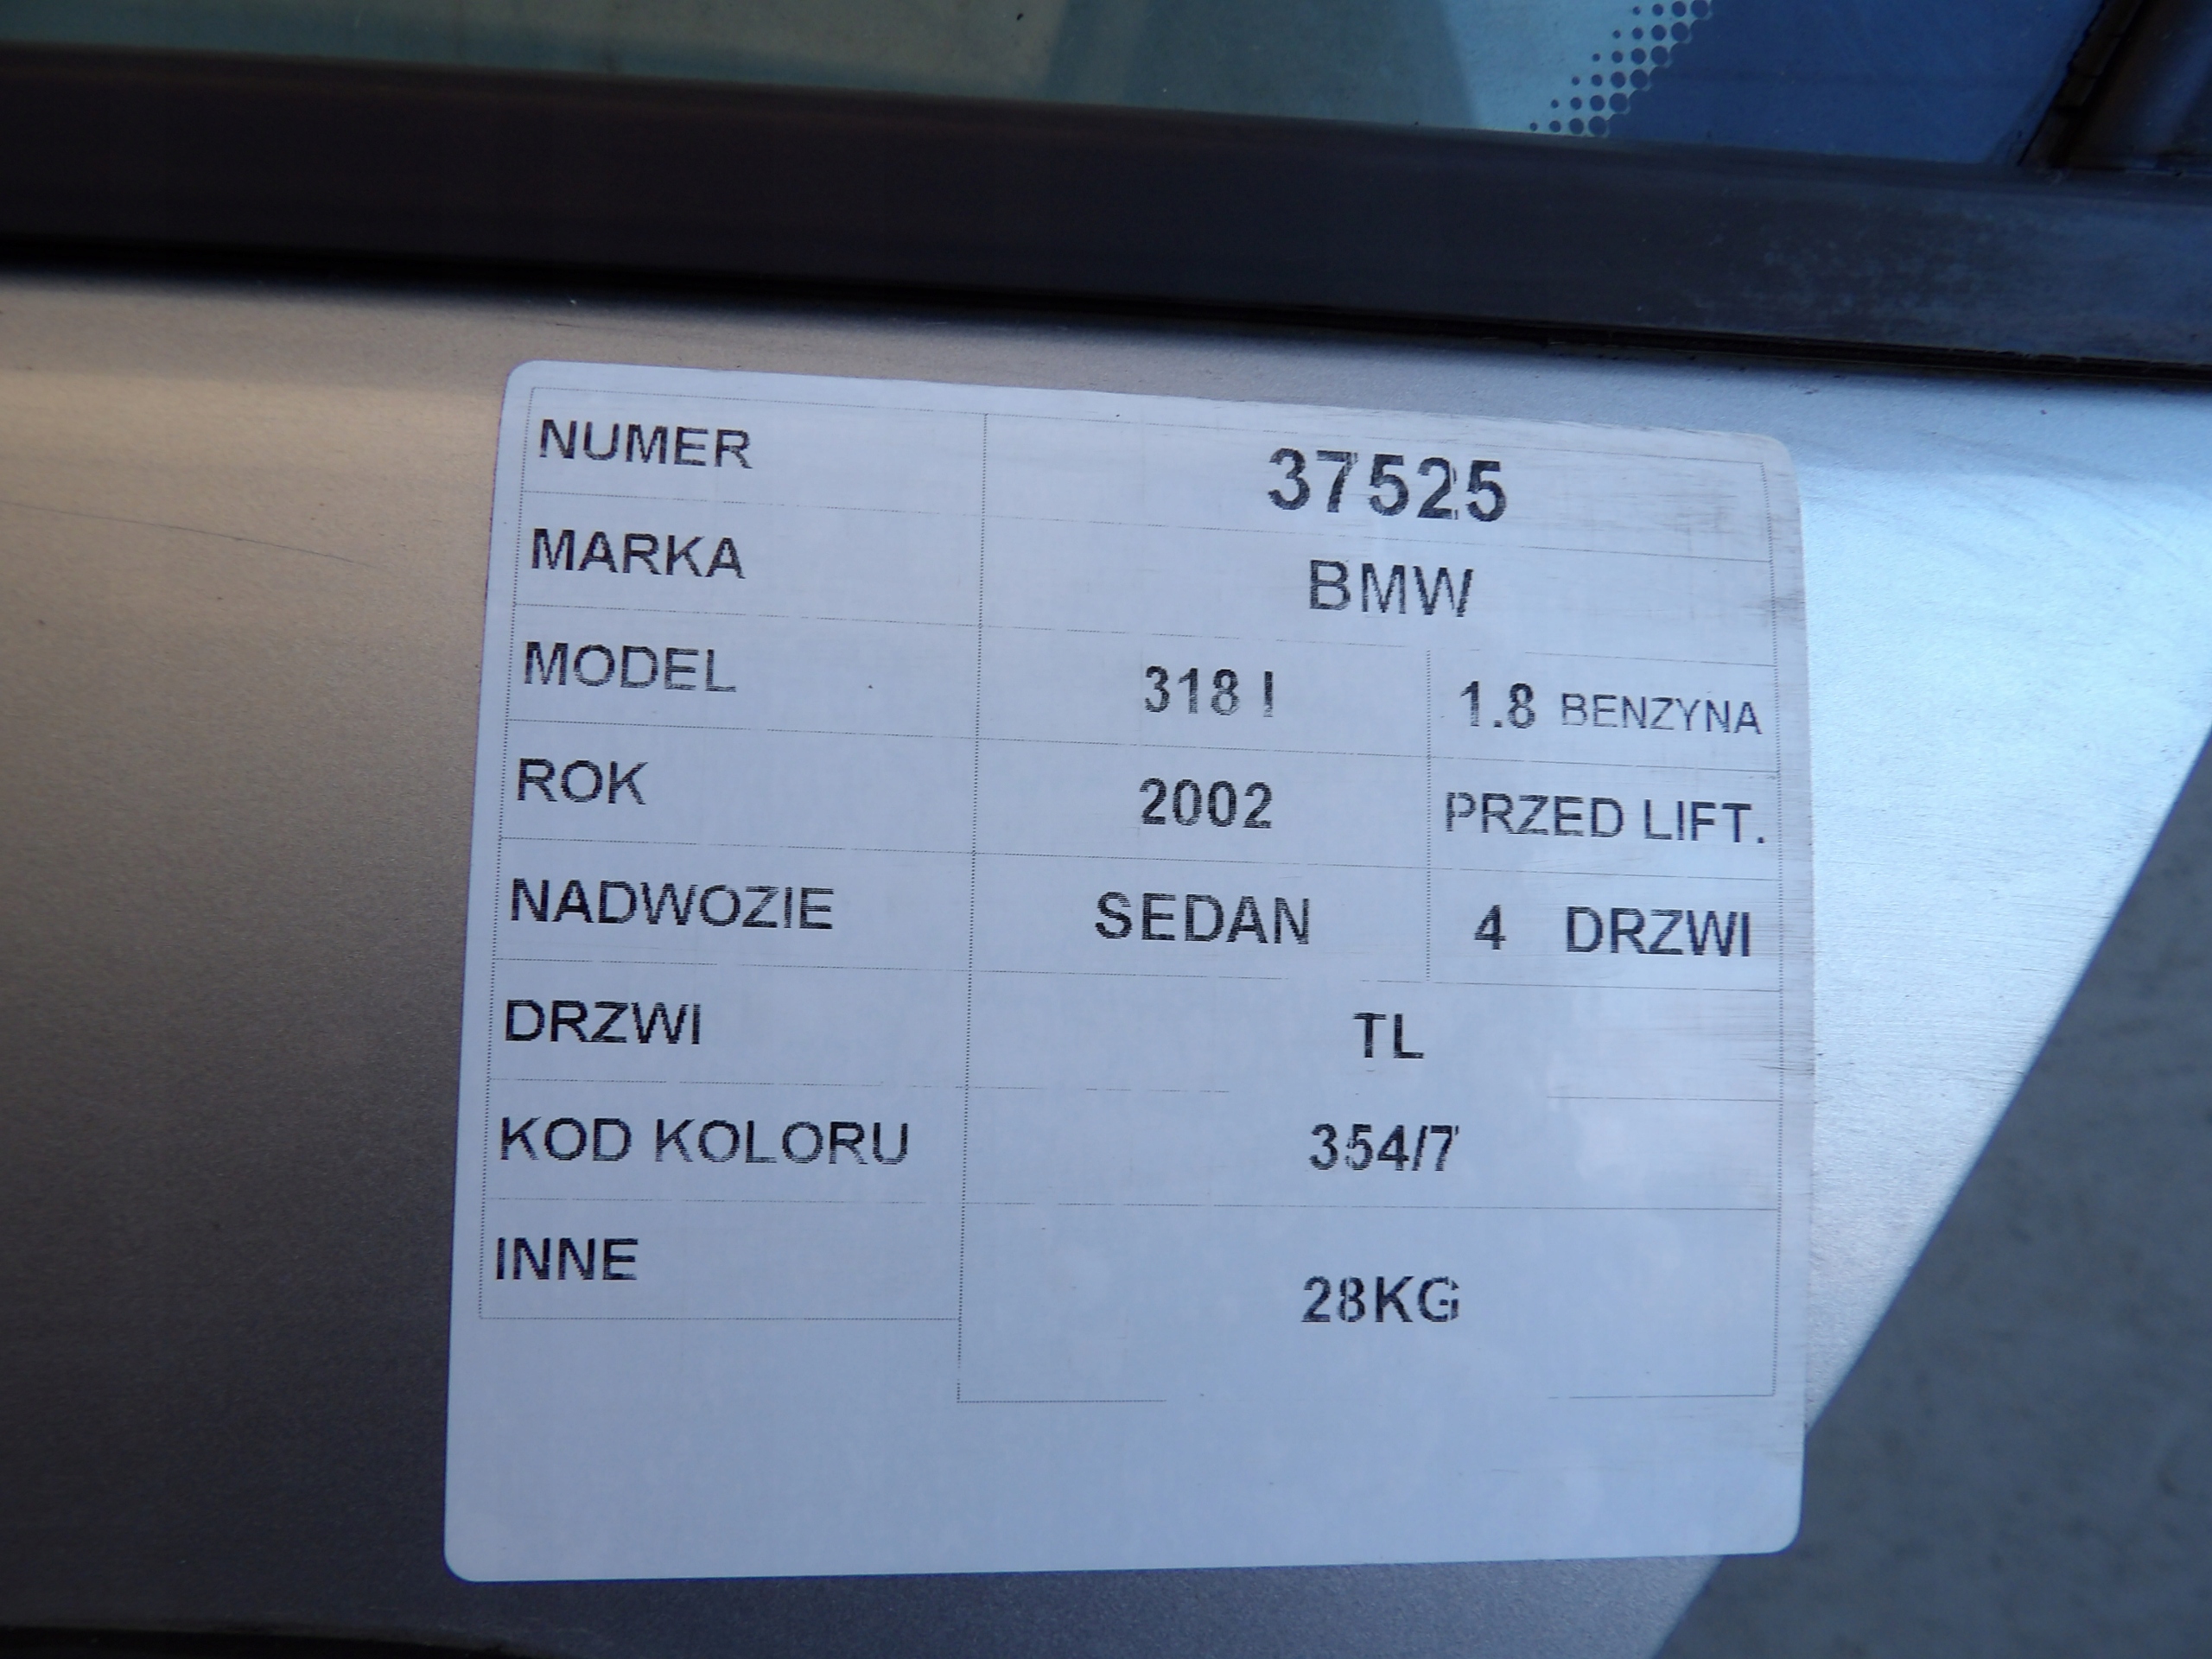 NUMER 37525
MARKA BMW
MODEL 318 I 1.8 BENZYNA
ROK 2002 PRZED LIFT.
NADWOZIE SEDAN 4 DRZWI
DRZWI TL
KOD KOLORU 354/7
INNE 28KG